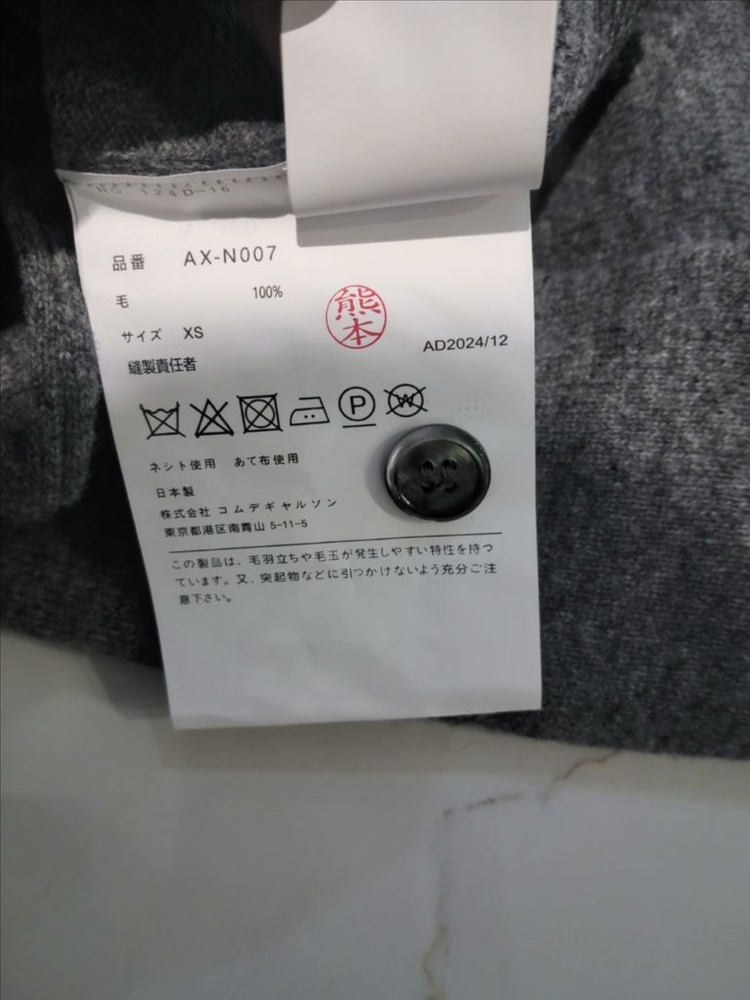 NO. 124D-16
品番 AX-N007
毛 100%
熊本
サイズ XS
AD2024/12
縫製責任者
P
W
ネシト使用 あて布使用
日本製
株式会社 コムデギャルソン
東京都港区南青山 5-11-5
この製品は、毛羽立ちや毛玉が発生しやすい特性を持つ
ています。又、突起物などに引つかけないよう充分ご注
意下さい。